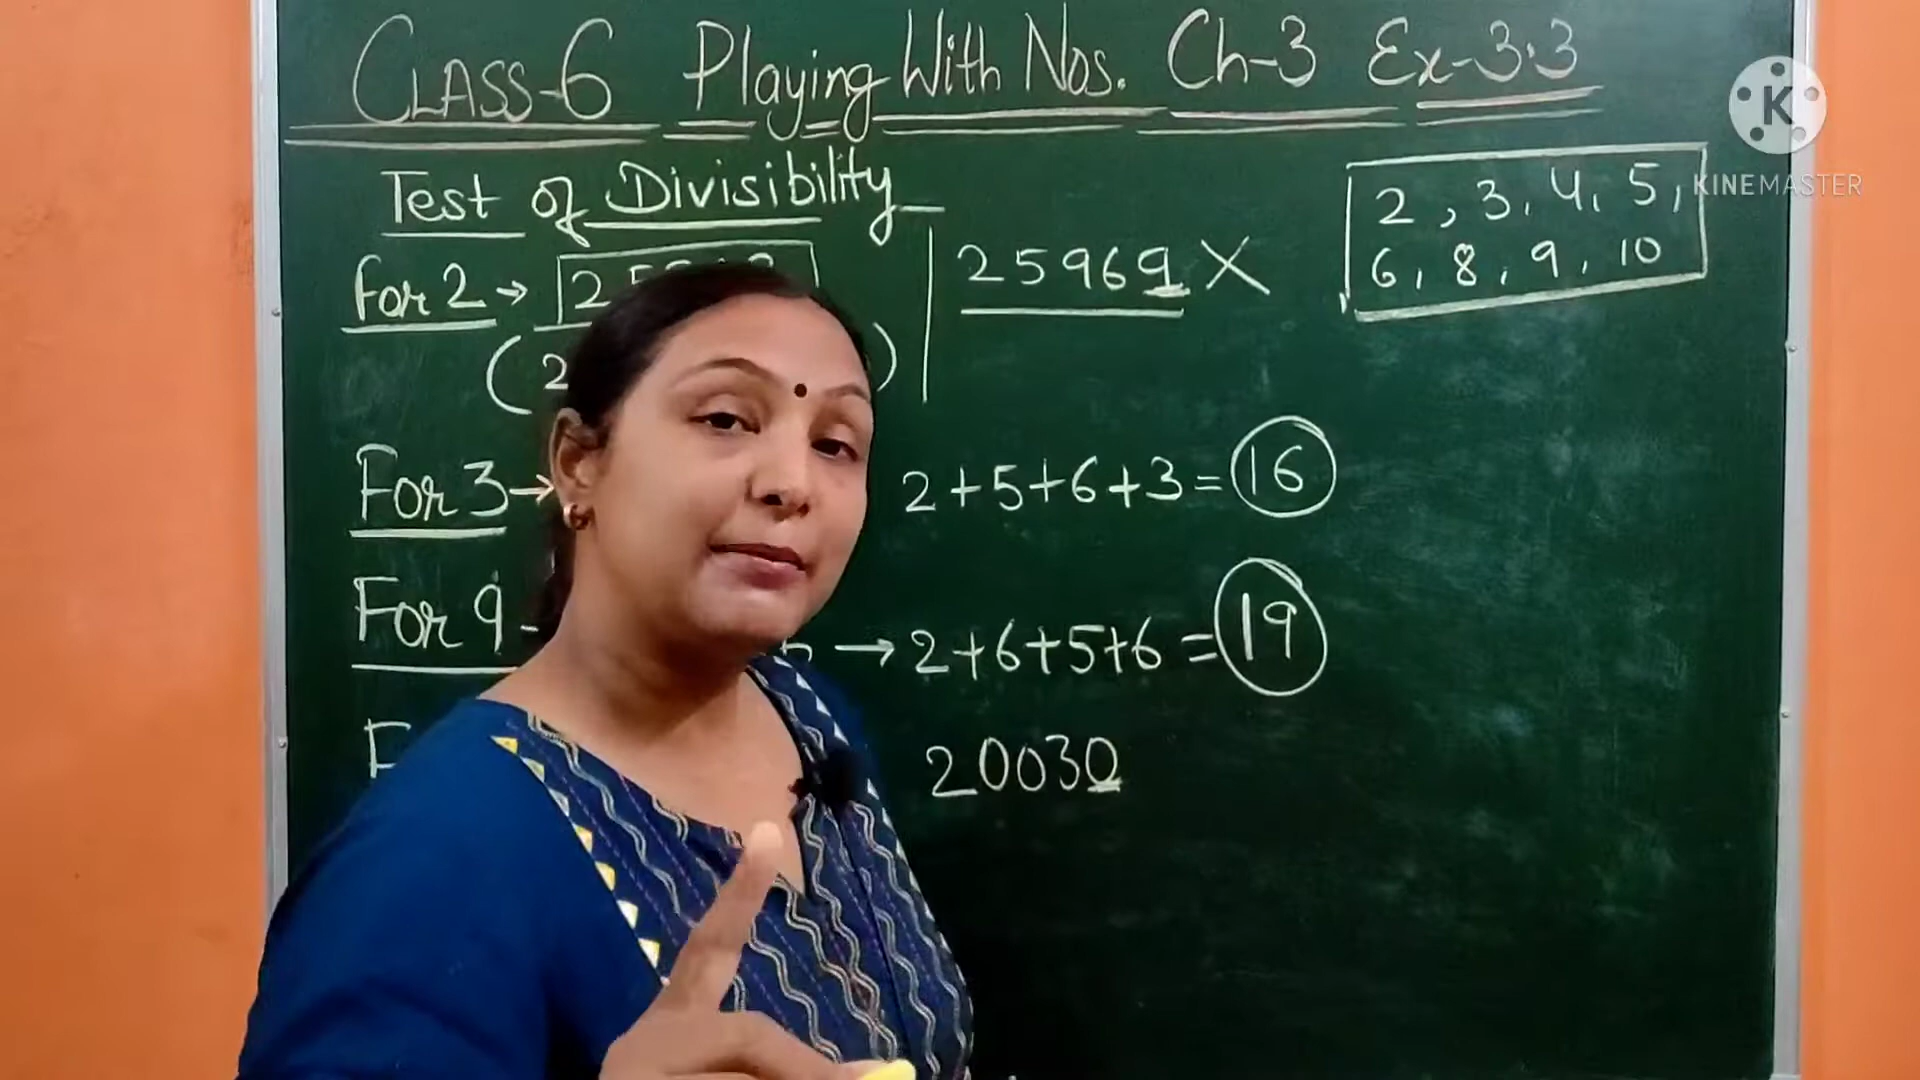 CLASS-6 Playing With Nos. Ch-3 Ex-3.3
K
KINEMASTER
Test of Divisibility
2, 3, 4, 5,
6, 8, 9, 10
For 2 →
25969 X
(2 )
For 3 →
2+5+6+3=16
For 9 -
→ 2+6+5+6 = 19
20030